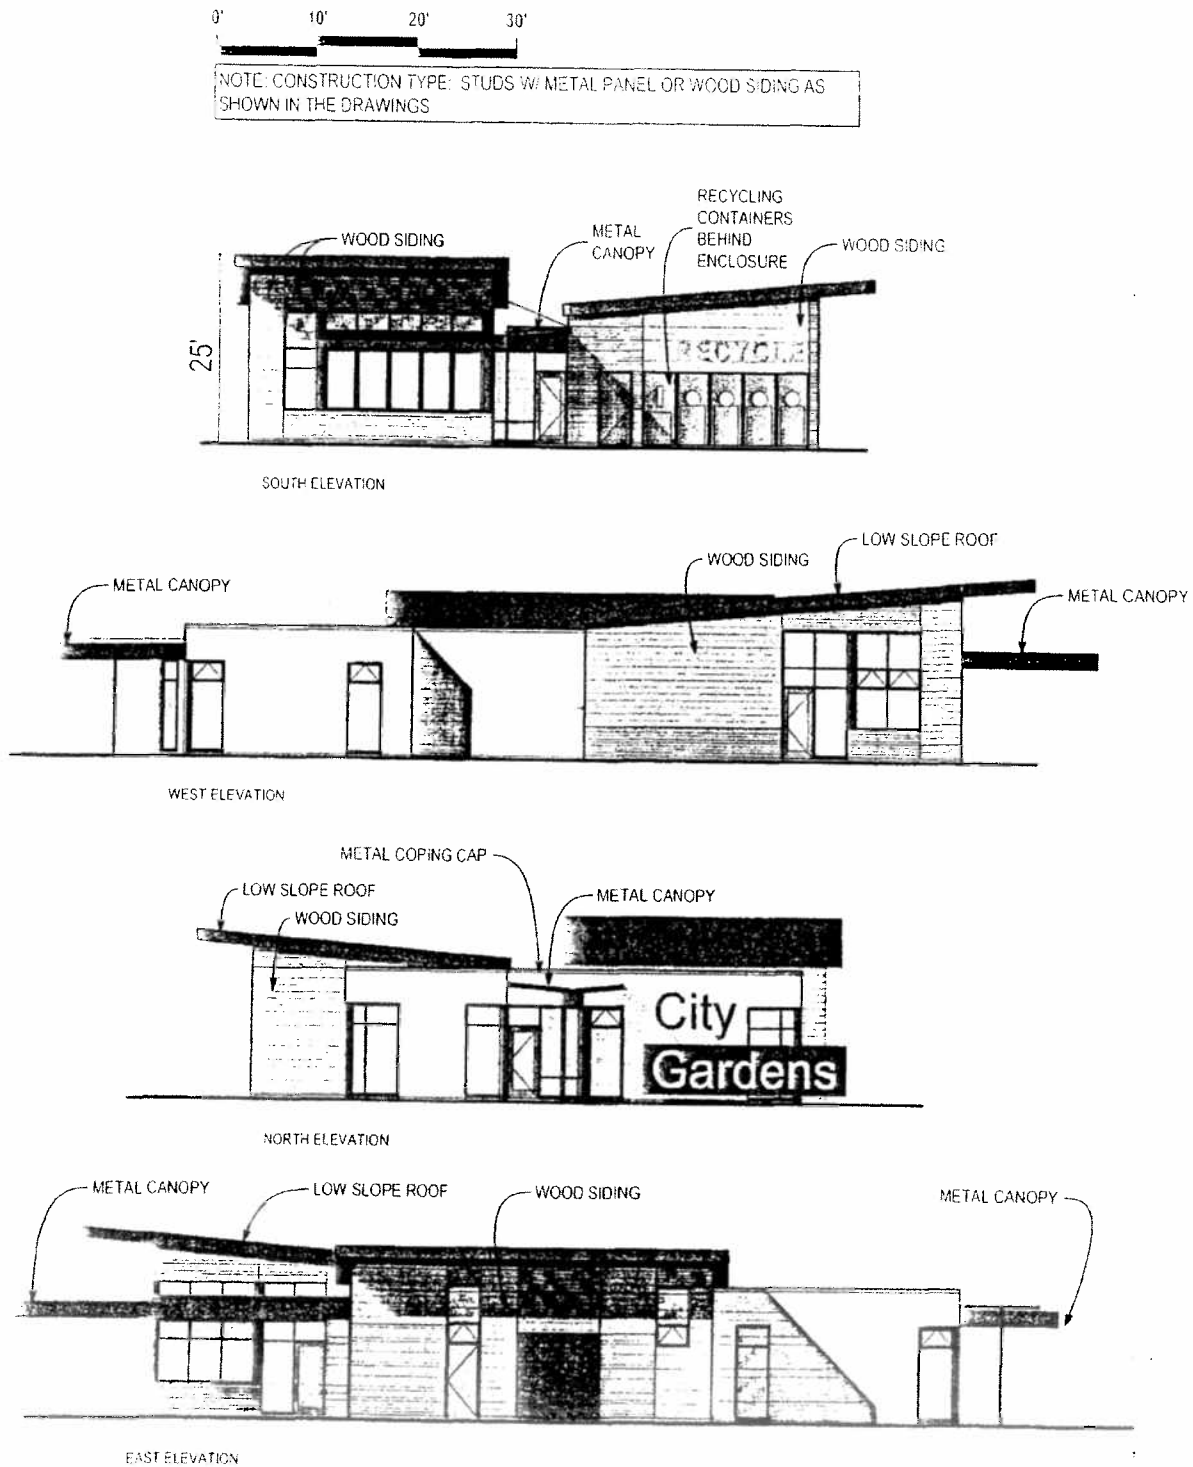 0' 10' 20' 30'
NOTE: CONSTRUCTION TYPE: STUDS W/ METAL PANEL OR WOOD SIDING AS
SHOWN IN THE DRAWINGS
WOOD SIDING
METAL
CANOPY
RECYCLING
CONTAINERS
BEHIND
ENCLOSURE
WOOD SIDING
25'
RECYCLE
SOUTH ELEVATION
METAL CANOPY
WOOD SIDING
LOW SLOPE ROOF
METAL CANOPY
WEST ELEVATION
METAL COPING CAP
LOW SLOPE ROOF
WOOD SIDING
METAL CANOPY
City
Gardens
NORTH ELEVATION
METAL CANOPY
LOW SLOPE ROOF
WOOD SIDING
METAL CANOPY
EAST ELEVATION